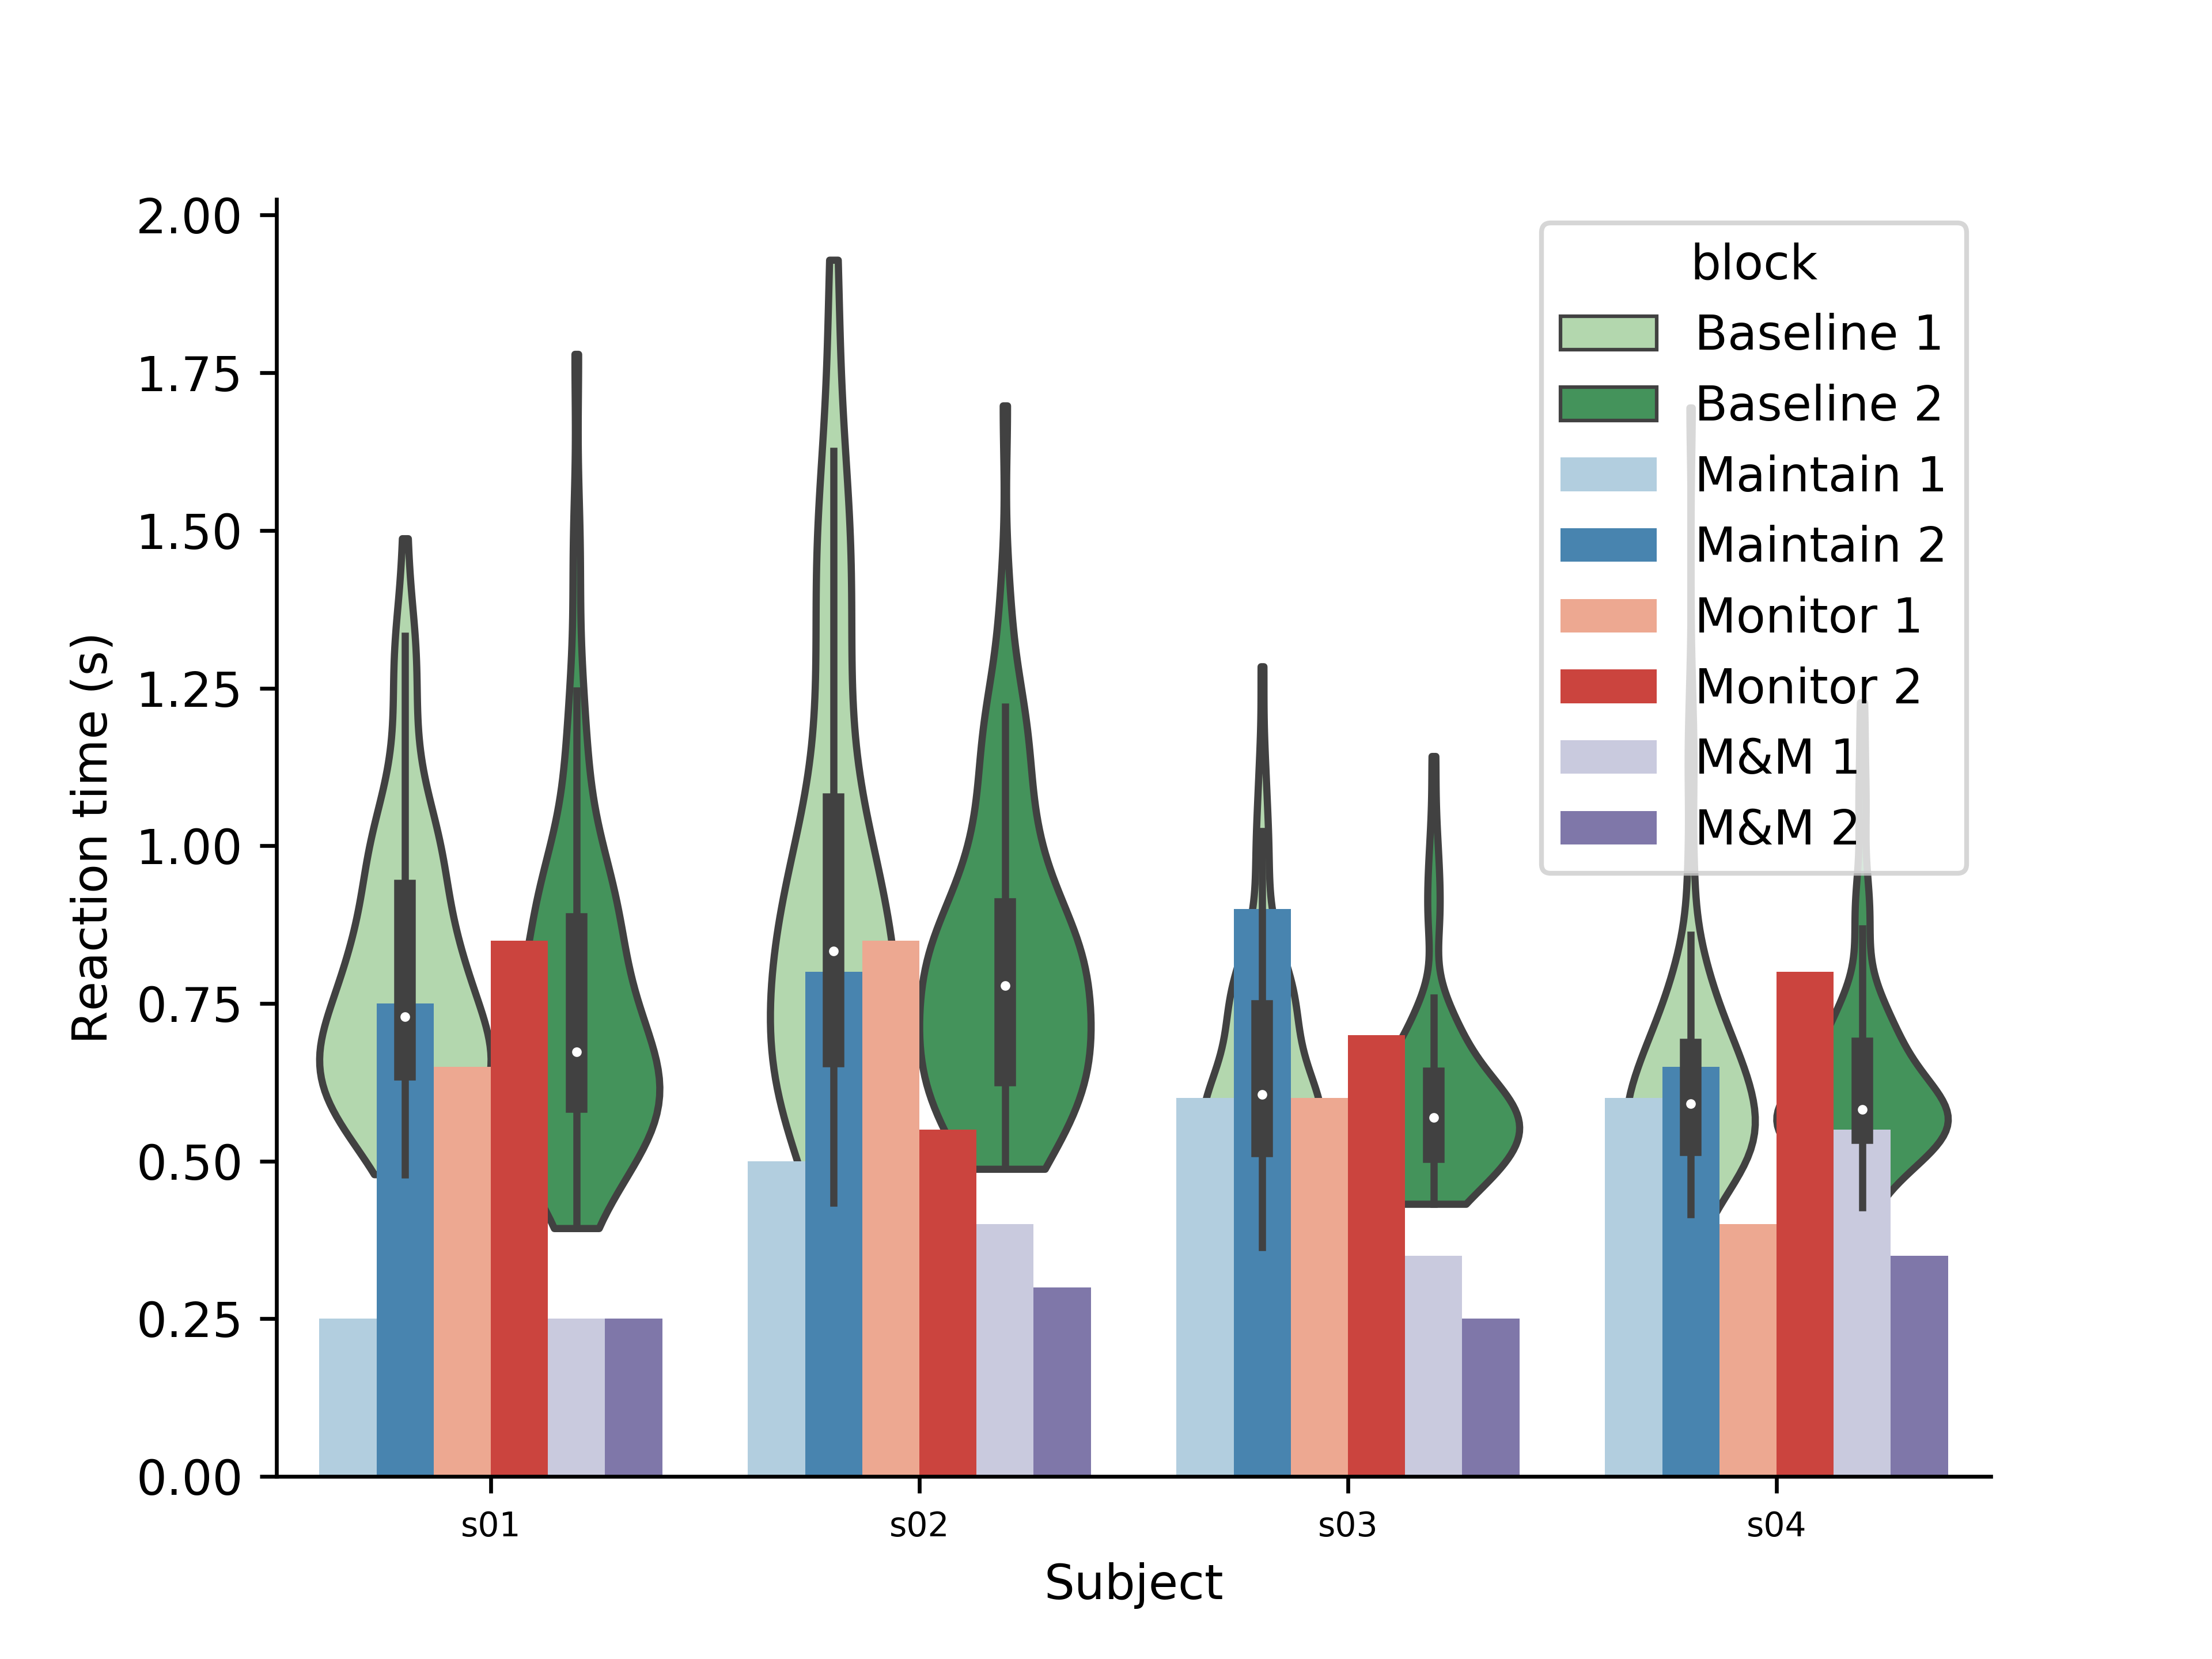 2.00
1.75
1.50
1.25
1.00
0.75
0.50
0.25
0.00
Reaction time (s)
block
Baseline 1
Baseline 2
Maintain 1
Maintain 2
Monitor 1
Monitor 2
M&M 1
M&M 2
s01 s02 s03 s04
Subject